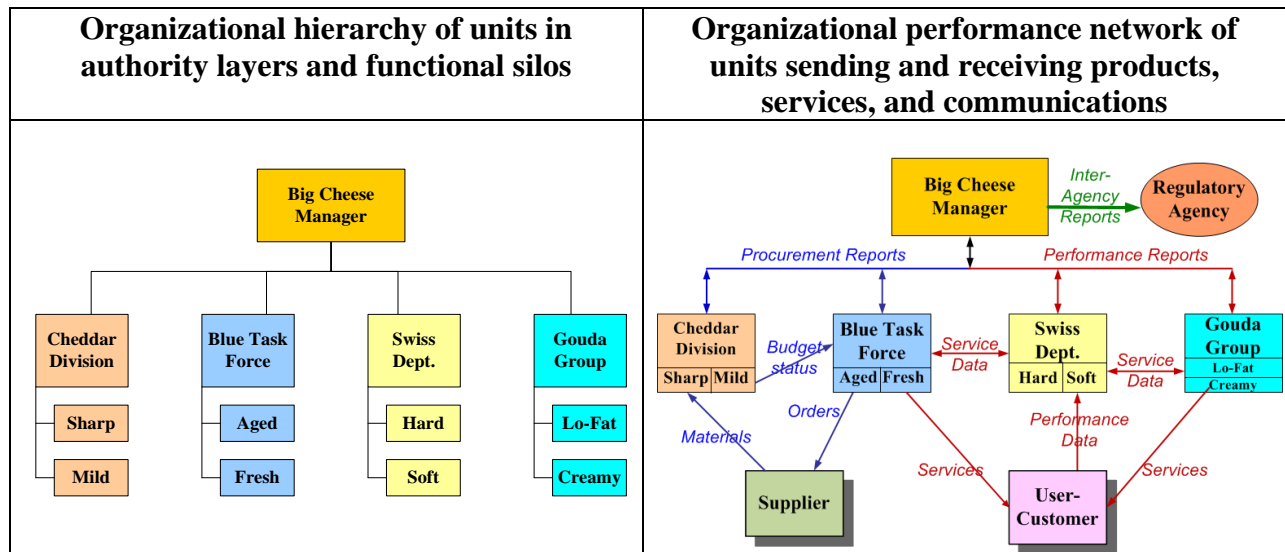 Organizational hierarchy of units in
authority layers and functional silos
Organizational performance network of
units sending and receiving products,
services, and communications
Big Cheese
Manager
Cheddar
Division
Blue Task
Force
Swiss
Dept.
Gouda
Group
Sharp
Aged
Hard
Lo-Fat
Mild
Fresh
Soft
Creamy
Big Cheese
Manager
Inter-
Agency
Reports
Regulatory
Agency
Procurement Reports
Performance Reports
Cheddar
Division
Sharp
Mild
Budget
status
Blue Task
Force
Aged
Fresh
Service
Data
Swiss
Dept.
Hard
Soft
Service
Data
Gouda
Group
Lo-Fat
Creamy
Orders
Materials
Performance
Data
Services
Services
Supplier
User-
Customer